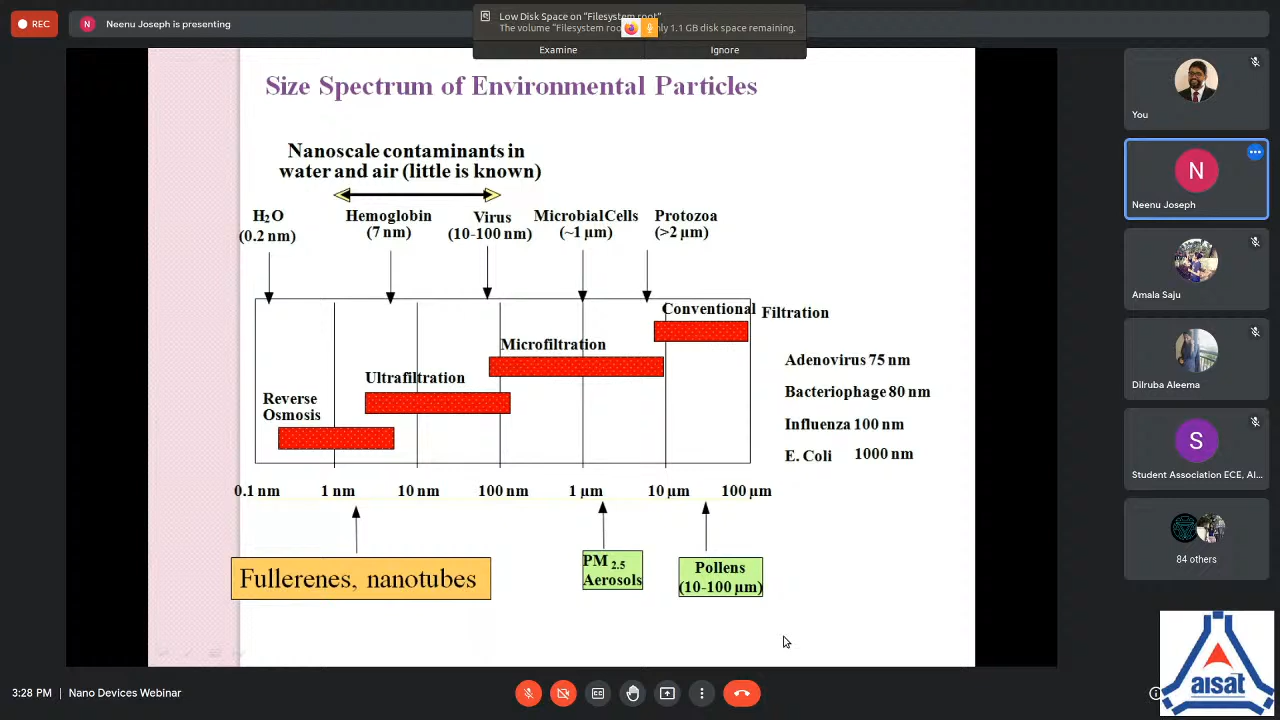 REC
N
Neenu Joseph is presenting
Low Disk Space on "Filesystem root"
The volume "Filesystem roo
nly 1.1 GB disk space remaining.
Examine
Ignore
Size Spectrum of Environmental Particles
Nanoscale contaminants in
water and air (little is known)
H2O
(0.2 nm)
Hemoglobin
(7 nm)
Virus
(10-100 nm)
Microbial Cells
(~1 µm)
Protozoa
(>2 µm)
Conventional Filtration
Microfiltration
Ultrafiltration
Reverse
Osmosis
Adenovirus 75 nm
Bacteriophage 80 nm
Influenza 100 nm
E. Coli 1000 nm
0.1 nm 1 nm 10 nm 100 nm 1 µm 10 µm 100 µm
Fullerenes, nanotubes
PM 2.5
Aerosols
Pollens
(10-100 µm)
You
N
Neenu Joseph
Amala Saju
Dilruba Aleema
S
Student Association ECE, AI...
84 others
3:28 PM | Nano Devices Webinar
aisat